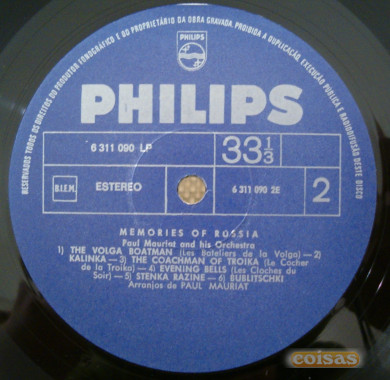 RESERVADOS TODOS OS DIREITOS DO PRODUTOR FONOGRÁFICO E DO PROPRIETÁRIO DA OBRA GRAVADA. PROIBIDA A DUPLICAÇÃO, EXECUÇÃO PÚBLICA E RADIODIFUSÃO DESTE DISCO
PHILIPS
PHILIPS
6 311 090 LP
33 1/3
B.I.E.M.
ESTEREO
6 311 090 2E
2
MEMORIES OF RUSSIA
Paul Mauriat and his Orchestra
1) THE VOLGA BOATMAN (Les Bateliers de la Volga) — 2)
KALINKA — 3) THE COACHMAN OF TROIKA (Le Cocher
de la Troika) — 4) EVENING BELLS (Les Cloches du
Soir) — 5) STENKA RAZINE — 6) BUBLITSCHKI
Arranjos de PAUL MAURIAT
coisas